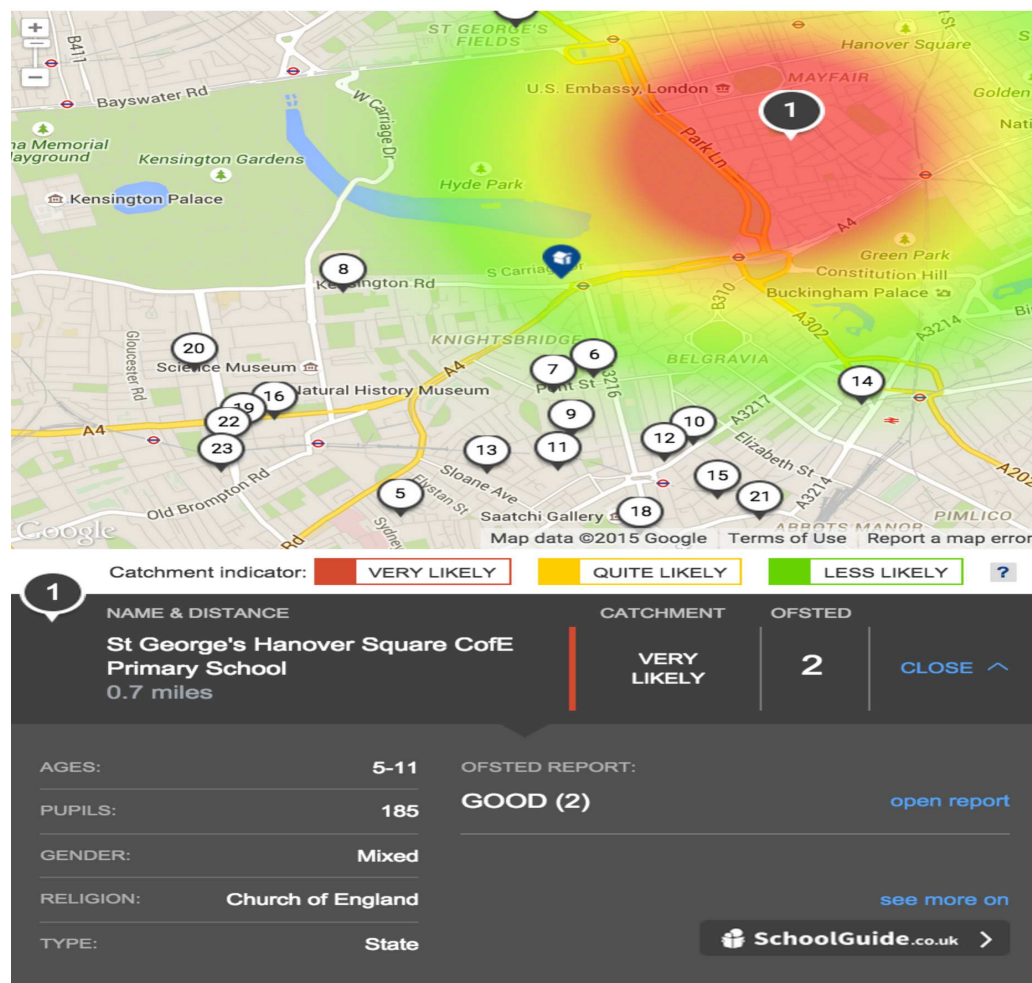 ST GEORGE'S
FIELDS
Hanover Square
B411
+
−
Bayswater Rd
W Carriage Dr
U.S. Embassy, London
MAYFAIR
Golden
1
Nati
Memorial
Kensington Gardens
Park Ln
Hyde Park
Kensington Palace
A4
Green Park
S Carriage Dr
Constitution Hill
8
Kensington Rd
B310
Buckingham Palace
A302
A3214
Gloucester Rd
KNIGHTSBRIDGE
20
6
BELGRAVIA
Science Museum
A4
7
Natural History Museum
Pont St
A3216
14
16
19
9
A3217
22
10
A4
12
23
13
11
Elizabeth St
15
A202
Old Brompton Rd
5
Elystan St
Sloane Ave
21
A3214
Saatchi Gallery
18
PIMLICO
Sydney
Rd
ABBOTS MANOR
Google
Map data ©2015 Google
Terms of Use
Report a map error
Catchment indicator:
VERY LIKELY
QUITE LIKELY
LESS LIKELY
?
1
NAME & DISTANCE
CATCHMENT
OFSTED
St George's Hanover Square CofE
Primary School
0.7 miles
VERY
LIKELY
2
CLOSE
AGES:
5-11
OFSTED REPORT:
GOOD (2)
open report
PUPILS:
185
GENDER:
Mixed
RELIGION:
Church of England
see more on
TYPE:
State
SchoolGuide.co.uk